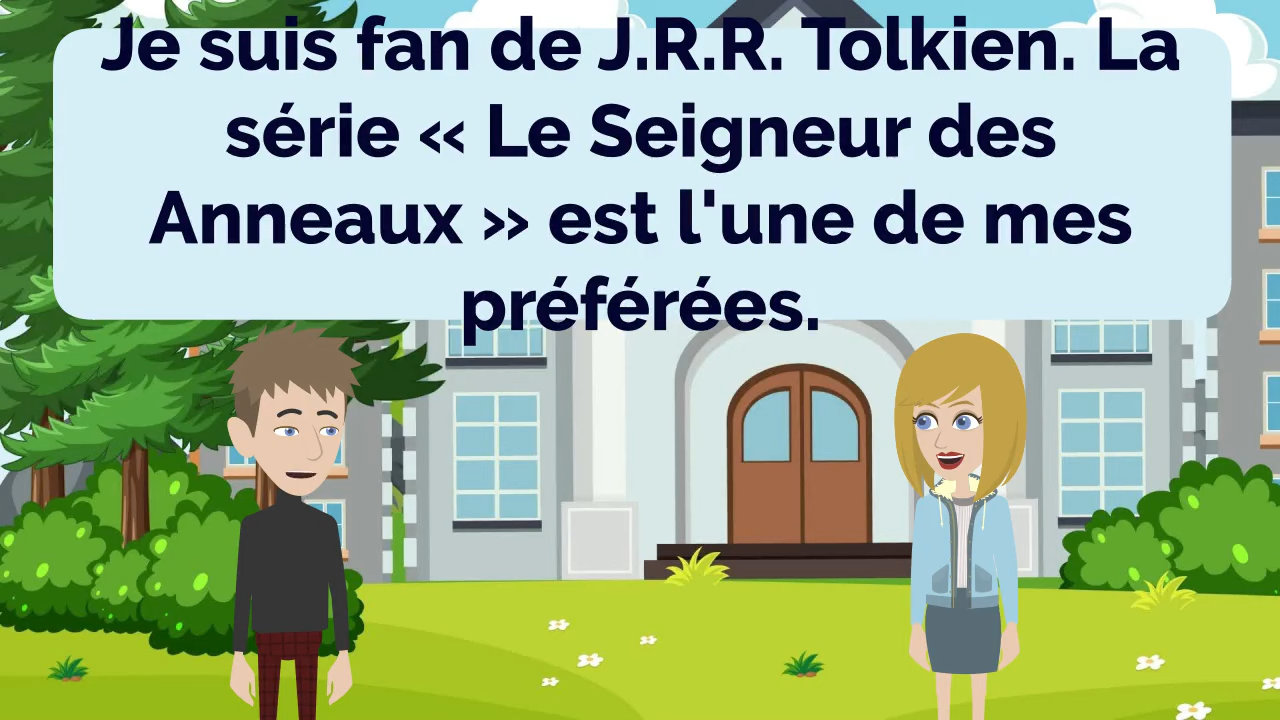 Je suis fan de J.R.R. Tolkien. La
série « Le Seigneur des
Anneaux » est l'une de mes
préférées.